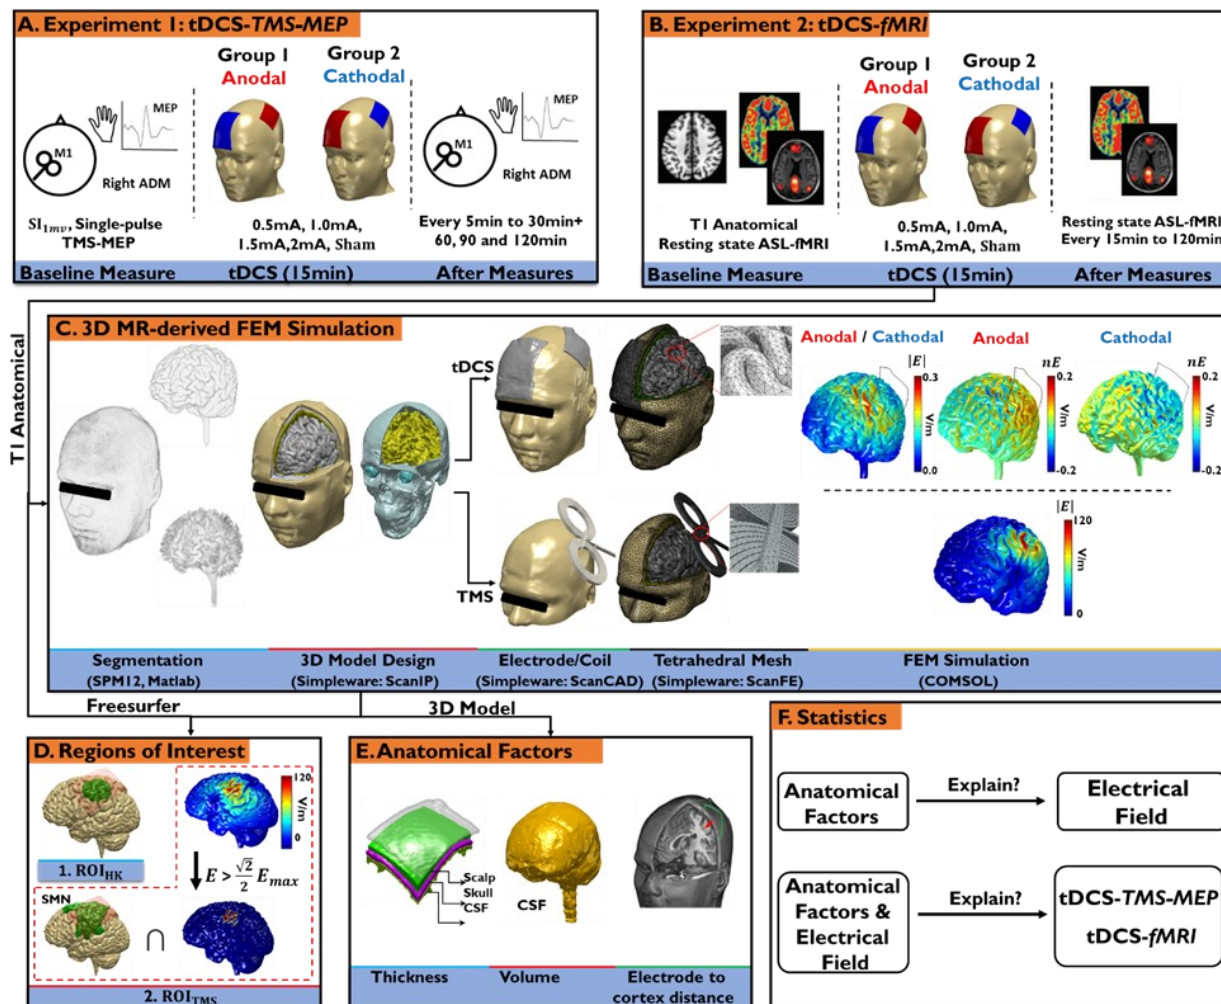 A. Experiment 1: tDCS-TMS-MEP
Group 1
Anodal
Group 2
Cathodal
MEP
M1
Right ADM
MEP
M1
Right ADM
SI1mv, Single-pulse
TMS-MEP
0.5mA, 1.0mA,
1.5mA,2mA, Sham
Every 5min to 30min+
60, 90 and 120min
Baseline Measure
tDCS (15min)
After Measures
B. Experiment 2: tDCS-fMRI
Group 1
Anodal
Group 2
Cathodal
T1 Anatomical
Resting state ASL-fMRI
0.5mA, 1.0mA,
1.5mA,2mA, Sham
Resting state ASL-fMRI
Every 15min to 120min
Baseline Measure
tDCS (15min)
After Measures
T1 Anatomical
C. 3D MR-derived FEM Simulation
tDCS
TMS
Anodal / Cathodal
Anodal
Cathodal
|E|
0.3
V/m
0.0
nE
0.2
V/m
-0.2
nE
0.2
V/m
-0.2
|E|
120
V/m
0
Segmentation
(SPM12, Matlab)
3D Model Design
(Simpleware: ScanIP)
Electrode/Coil
(Simpleware: ScanCAD)
Tetrahedral Mesh
(Simpleware: ScanFE)
FEM Simulation
(COMSOL)
Freesurfer
3D Model
D. Regions of Interest
120
V/m
0
1. ROIHK
E > √2/2 Emax
SMN
∩
2. ROITMS
E. Anatomical Factors
Scalp
Skull
CSF
CSF
Thickness
Volume
Electrode to
cortex distance
F. Statistics
Anatomical
Factors
Explain?
Electrical
Field
Anatomical
Factors &
Electrical
Field
Explain?
tDCS-TMS-MEP
tDCS-fMRI